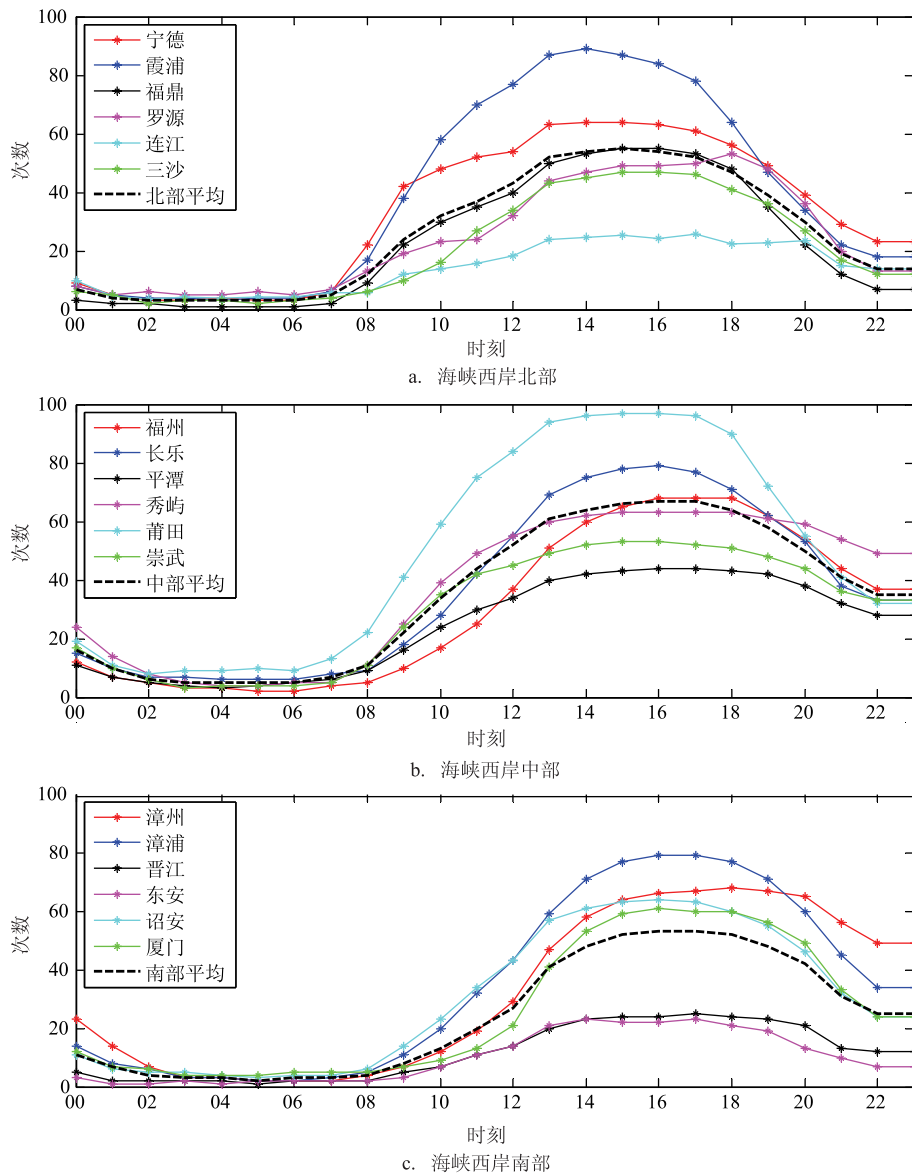 100
80
60
40
20
0
次数
宁德
霞浦
福鼎
罗源
连江
三沙
北部平均
00 02 04 06 08 10 12 14 16 18 20 22
时刻
a. 海峡西岸北部
100
80
60
40
20
0
次数
福州
长乐
平潭
秀屿
莆田
崇武
中部平均
00 02 04 06 08 10 12 14 16 18 20 22
时刻
b. 海峡西岸中部
100
80
60
40
20
0
次数
漳州
漳浦
晋江
东安
诏安
厦门
南部平均
00 02 04 06 08 10 12 14 16 18 20 22
时刻
c. 海峡西岸南部